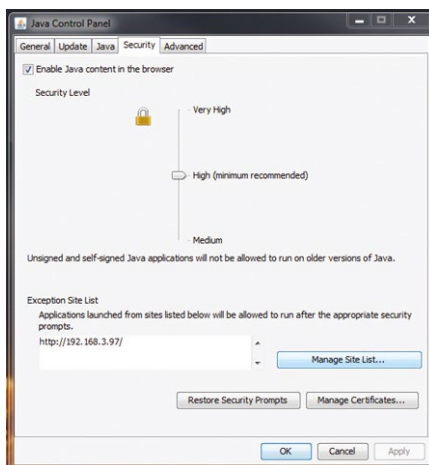 Java Control Panel
General Update Java Security Advanced
Enable Java content in the browser
Security Level
Very High
High (minimum recommended)
Medium
Unsigned and self-signed Java applications will not be allowed to run on older versions of Java.
Exception Site List
Applications launched from sites listed below will be allowed to run after the appropriate security
prompts.
http://192.168.3.97/
Manage Site List...
Restore Security Prompts Manage Certificates...
OK Cancel Apply